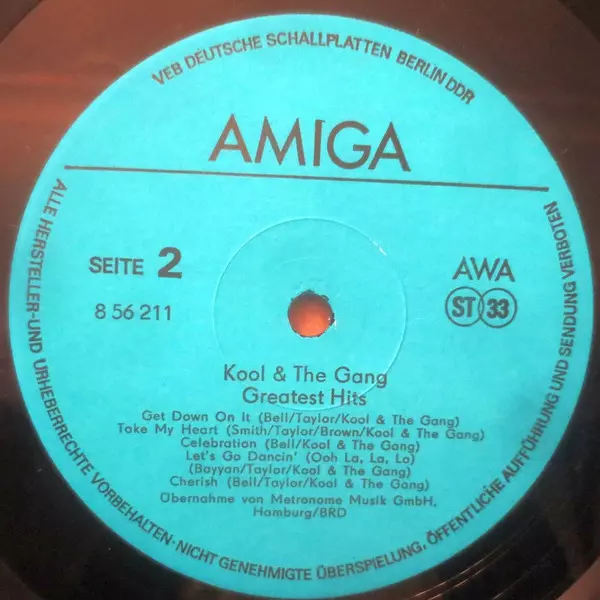 VEB DEUTSCHE SCHALLPLATTEN BERLIN DDR
AMIGA
SEITE 2
8 56 211
AWA
ST 33
Kool & The Gang
Greatest Hits
Get Down On It (Bell/Taylor/Kool & The Gang)
Take My Heart (Smith/Taylor/Brown/Kool & The Gang)
Celebration (Bell/Kool & The Gang)
Let's Go Dancin' (Ooh La, La, La)
(Bayyan/Taylor/Kool & The Gang)
Cherish (Bell/Taylor/Kool & The Gang
Übernahme von Metronome Musik GmbH,
Hamburg/BRD
ALLE HERSTELLER-UND URHEBERRECHTE VORBEHALTEN·NICHT GENEHMIGTE ÜBERSPIELUNG, ÖFFENTLICHE AUFFÜHRUNG UND SENDUNG VERBOTEN